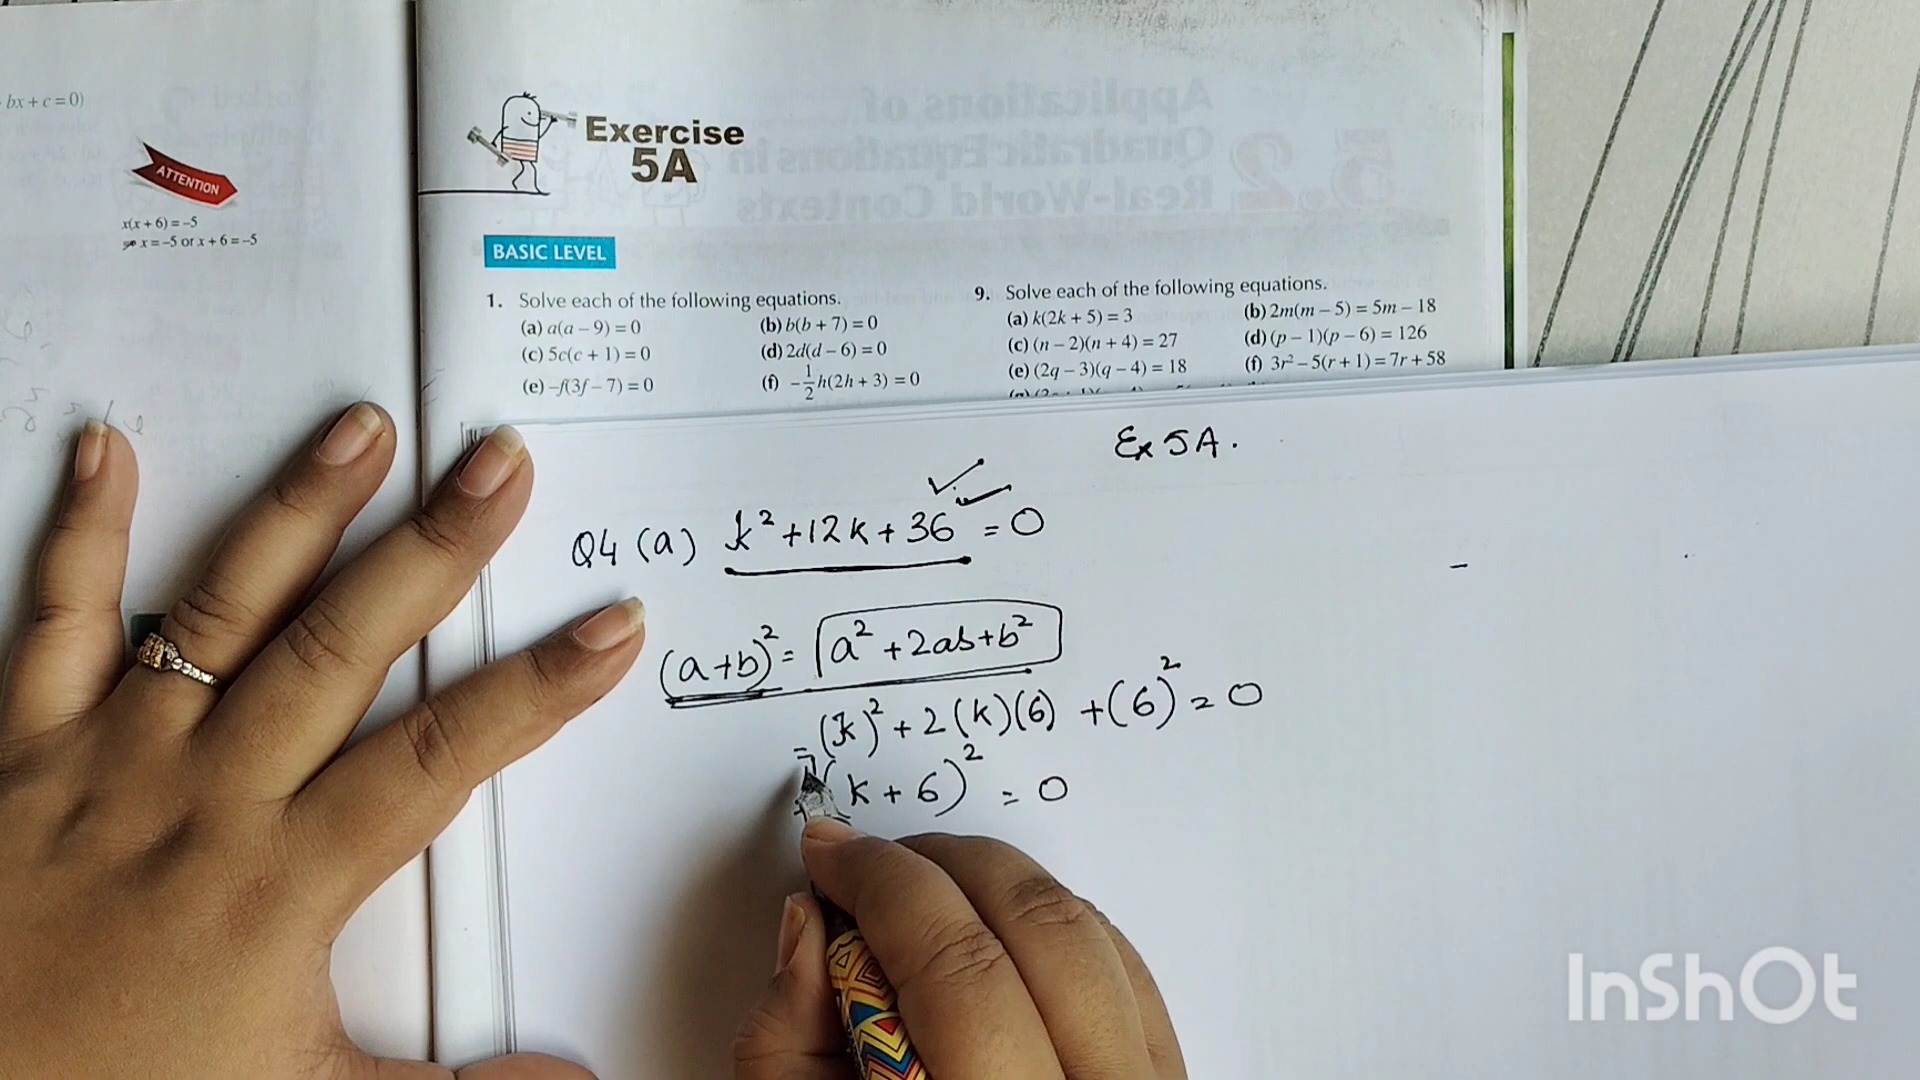 bx + c = 0)
ATTENTION
x(x + 6) = –5
x = –5 or x + 6 = –5
Exercise
5A
BASIC LEVEL
1. Solve each of the following equations.
(a) a(a – 9) = 0 (b) b(b + 7) = 0
(c) 5c(c + 1) = 0 (d) 2d(d – 6) = 0
(e) –f(3f – 7) = 0 (f) –1/2h(2h + 3) = 0
9. Solve each of the following equations.
(a) k(2k + 5) = 3 (b) 2m(m – 5) = 5m – 18
(c) (n – 2)(n + 4) = 27 (d) (p – 1)(p – 6) = 126
(e) (2q – 3)(q – 4) = 18 (f) 3r² – 5(r + 1) = 7r + 58
Ex 5A.
Q4 (a) k² + 12k + 36 = 0
(a+b)² = a² + 2ab + b²
= (k)² + 2(k)(6) + (6)² = 0
(k + 6)² = 0
InShOt